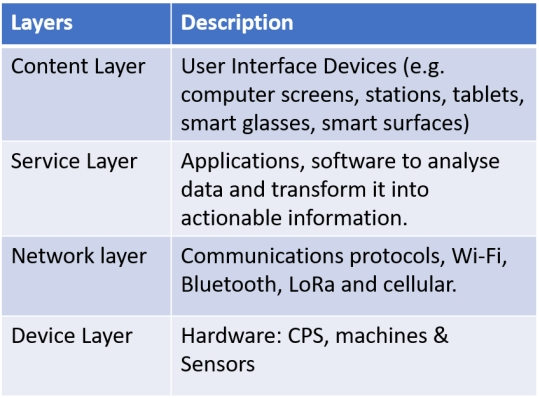 Layers Description
Content Layer User Interface Devices (e.g.
computer screens, stations, tablets,
smart glasses, smart surfaces)
Service Layer Applications, software to analyse
data and transform it into
actionable information.
Network layer Communications protocols, Wi-Fi,
Bluetooth, LoRa and cellular.
Device Layer Hardware: CPS, machines &
Sensors